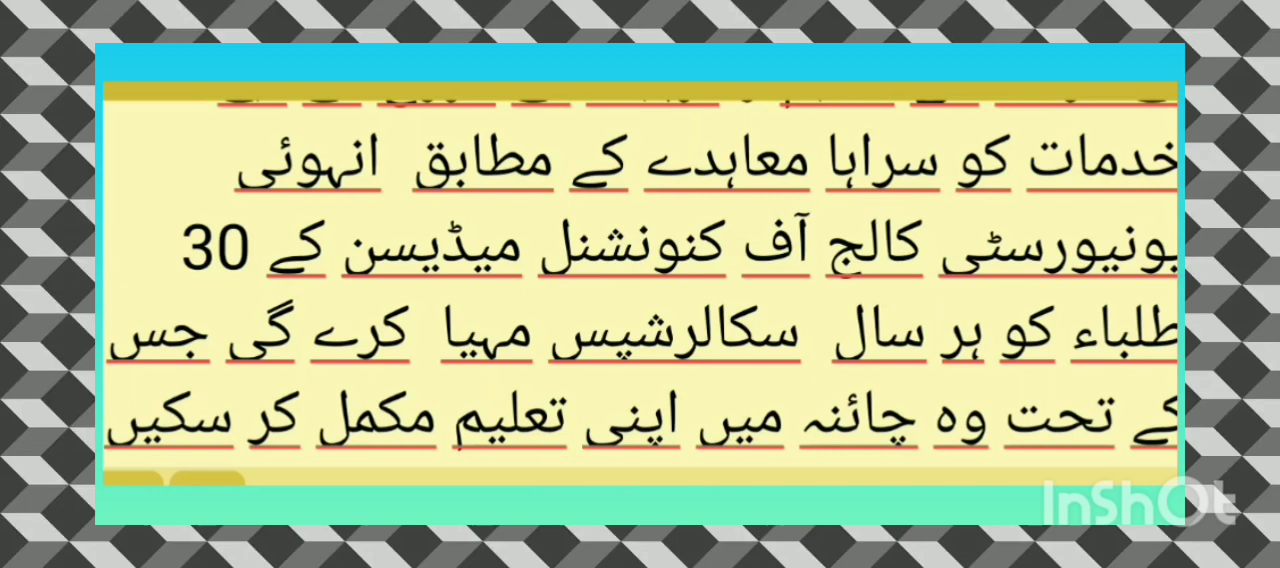 خدمات کو سراہا معاہدے کے مطابق انہوئی
یونیورسٹی کالج آف کنونشنل میڈیسن کے 30
طلباء کو ہر سال سکالرشپس مہیا کرے گی جس
کے تحت وہ چائنہ میں اپنی تعلیم مکمل کر سکیں
InShOt